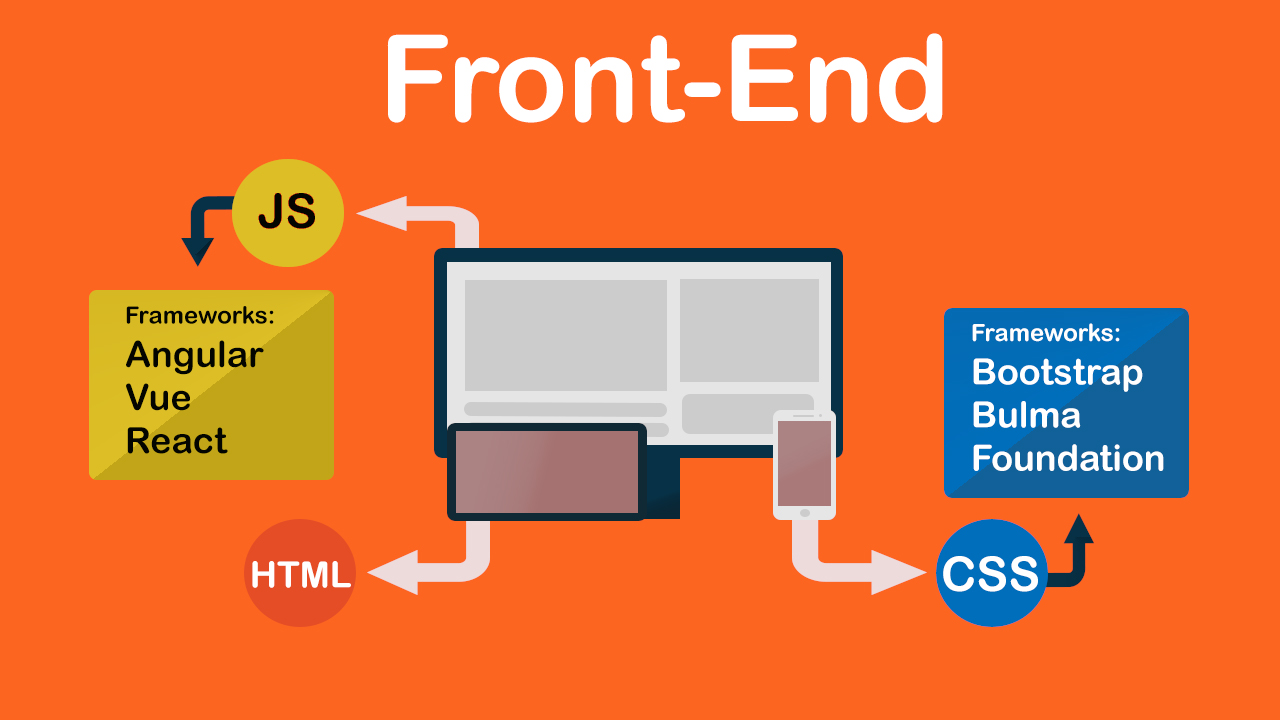 Front-End
JS
Frameworks:
Angular
Vue
React
HTML
Frameworks:
Bootstrap
Bulma
Foundation
CSS